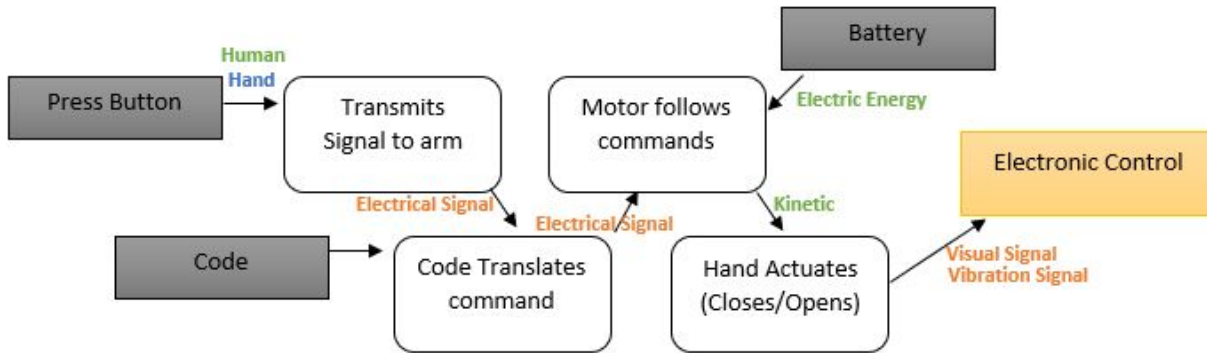 Press Button
Human
Hand
Transmits
Signal to arm
Electrical Signal
Code
Code Translates
command
Electrical Signal
Motor follows
commands
Battery
Electric Energy
Kinetic
Hand Actuates
(Closes/Opens)
Visual Signal
Vibration Signal
Electronic Control